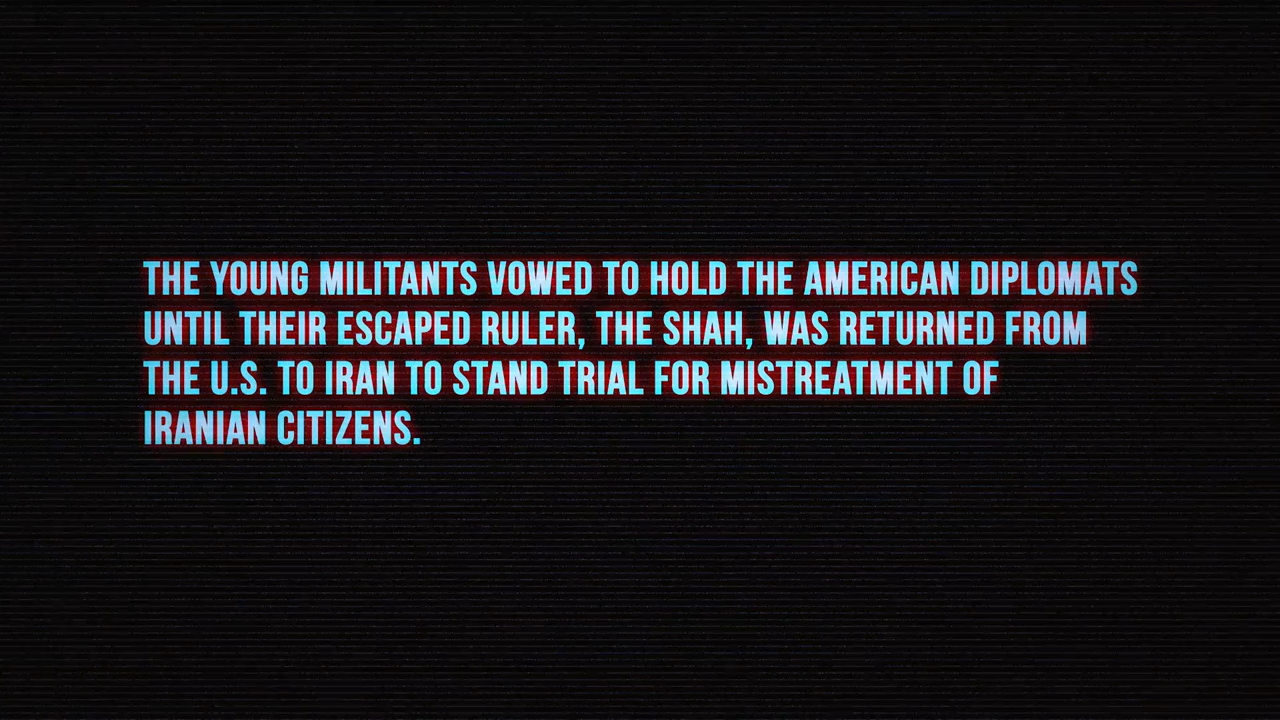 THE YOUNG MILITANTS VOWED TO HOLD THE AMERICAN DIPLOMATS
UNTIL THEIR ESCAPED RULER, THE SHAH, WAS RETURNED FROM
THE U.S. TO IRAN TO STAND TRIAL FOR MISTREATMENT OF
IRANIAN CITIZENS.